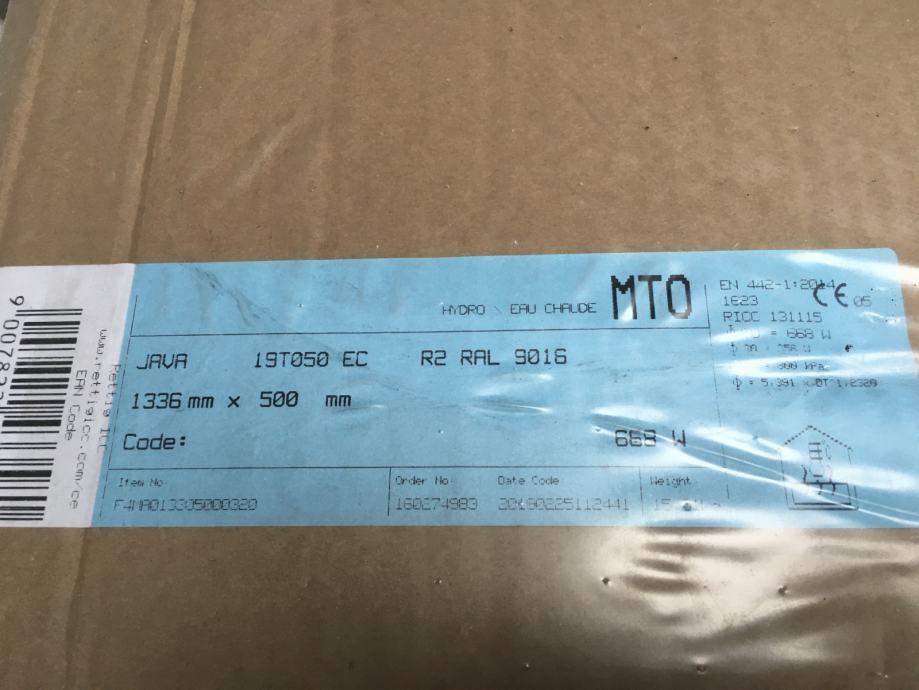 HYDRO \ EAU CHAUDE MTO
EN 442-1:2014
1623 CE 05
RICC 131115
= 668 W
JAVA 19T050 EC R2 RAL 9016
1336 mm x 500 mm
Code: 668 W
Item No
Order No
Date Code
Weight
160274983
Rettig ICC
www.rettigicc.com/ce
EAN Code